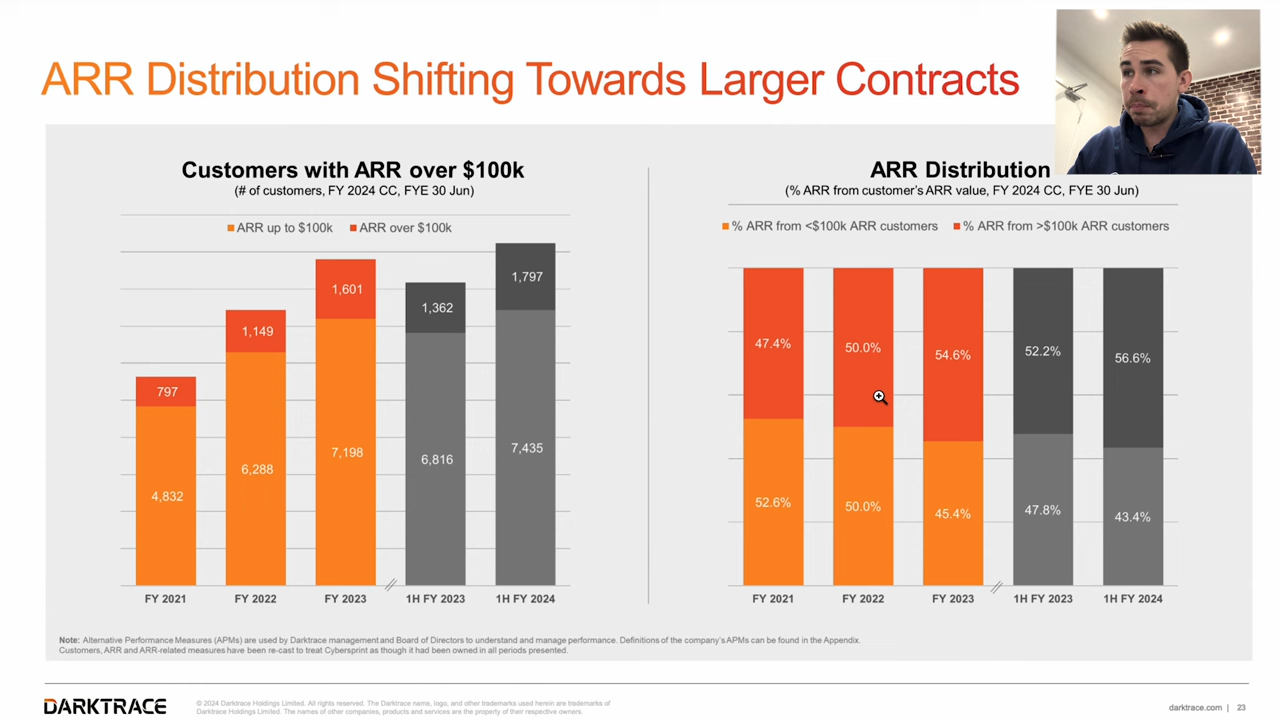 ARR Distribution Shifting Towards Larger Contracts
Customers with ARR over $100k
(# of customers, FY 2024 CC, FYE 30 Jun)
ARR up to $100k
ARR over $100k
797
4,832
1,149
6,288
1,601
7,198
1,362
6,816
1,797
7,435
FY 2021
FY 2022
FY 2023
1H FY 2023
1H FY 2024
ARR Distribution
(% ARR from customer's ARR value, FY 2024 CC, FYE 30 Jun)
% ARR from <$100k ARR customers
% ARR from >$100k ARR customers
47.4%
52.6%
50.0%
50.0%
54.6%
45.4%
52.2%
47.8%
56.6%
43.4%
FY 2021
FY 2022
FY 2023
1H FY 2023
1H FY 2024
Note: Alternative Performance Measures (APMs) are used by Darktrace management and Board of Directors to understand and manage performance. Definitions of the company's APMs can be found in the Appendix.
Customers, ARR and ARR-related measures have been re-cast to treat Cybersprint as though it had been owned in all periods presented.
DARKTRACE
© 2024 Darktrace Holdings Limited. All rights reserved. The Darktrace name, logo, and other trademarks used herein are trademarks of
Darktrace Holdings Limited. The names of other companies, products and services are the property of their respective owners.
darktrace.com | 23